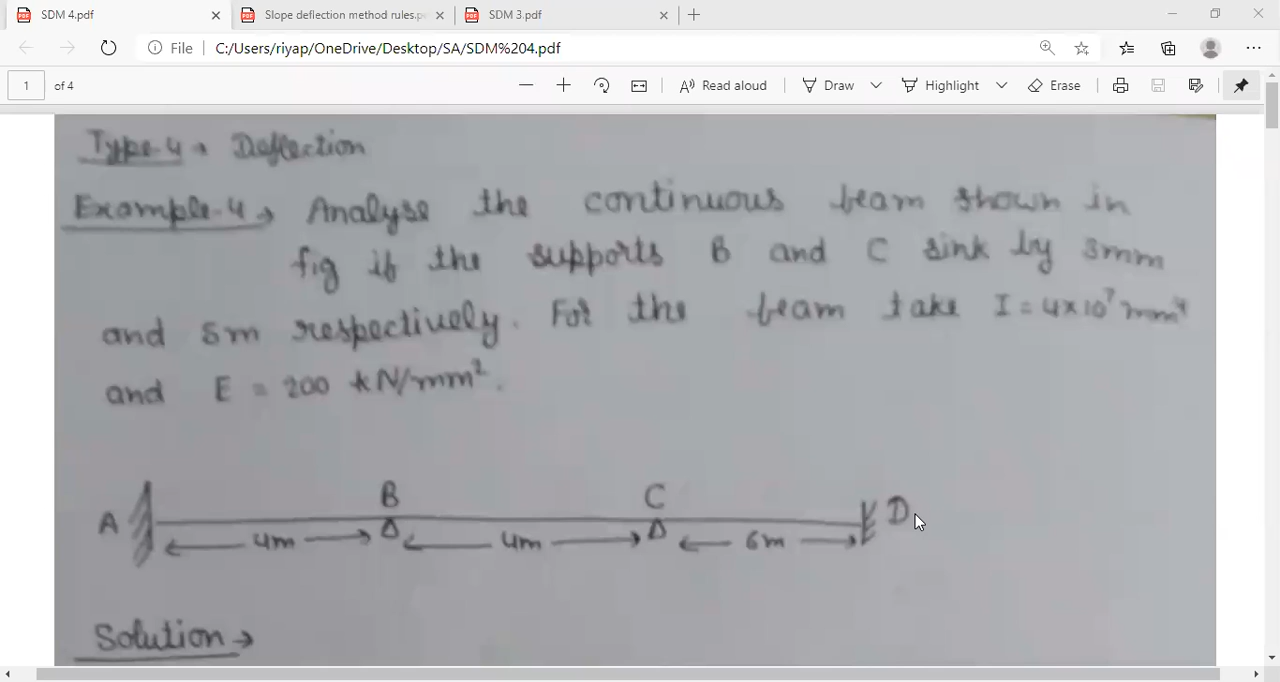 SDM 4.pdf
Slope deflection method rules.p
SDM 3.pdf
File
C:/Users/riyap/OneDrive/Desktop/SA/SDM%204.pdf
1 of 4
Read aloud
Draw
Highlight
Erase
Type-4 → Deflection
Example-4 → Analyse the continuous beam shown in
fig if the supports B and C sink by 3mm
and 5m respectively. For the beam take I = 4×10⁷ mm⁴
and E = 200 kN/mm².
B C
A D
4m 4m 6m
Solution →